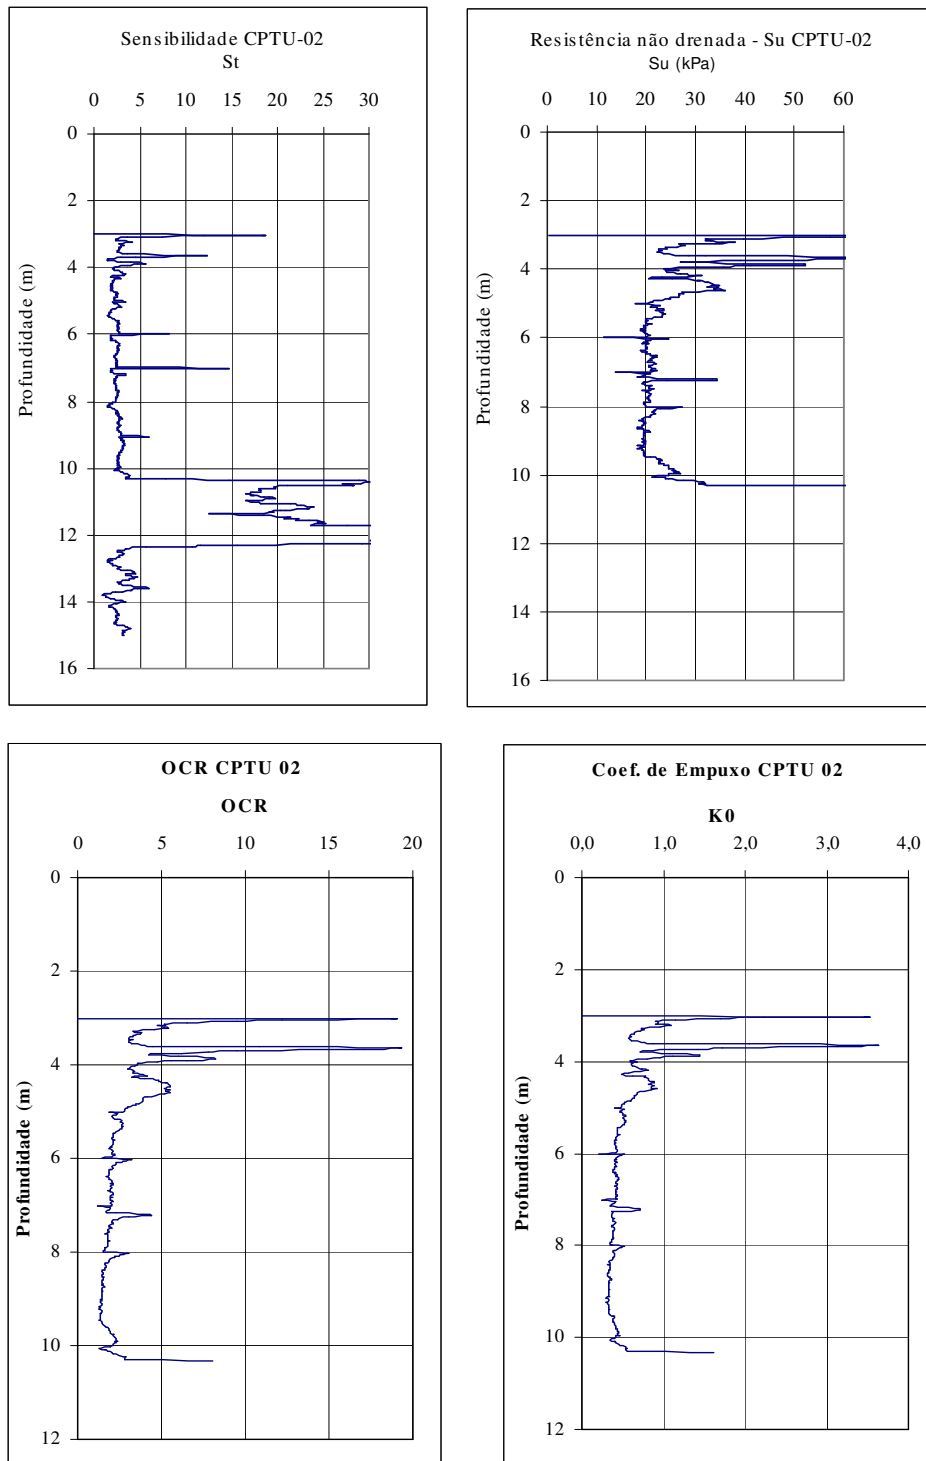 Sensibilidade CPTU-02
St
0 5 10 15 20 25 30
0
2
4
6
8
10
12
14
16
Profundidade (m)
Resistência não drenada - Su CPTU-02
Su (kPa)
0 10 20 30 40 50 60
0
2
4
6
8
10
12
14
16
Profundidade (m)
OCR CPTU 02
OCR
0 5 10 15 20
0
2
4
6
8
10
12
Profundidade (m)
Coef. de Empuxo CPTU 02
K0
0,0 1,0 2,0 3,0 4,0
0
2
4
6
8
10
12
Profundidade (m)